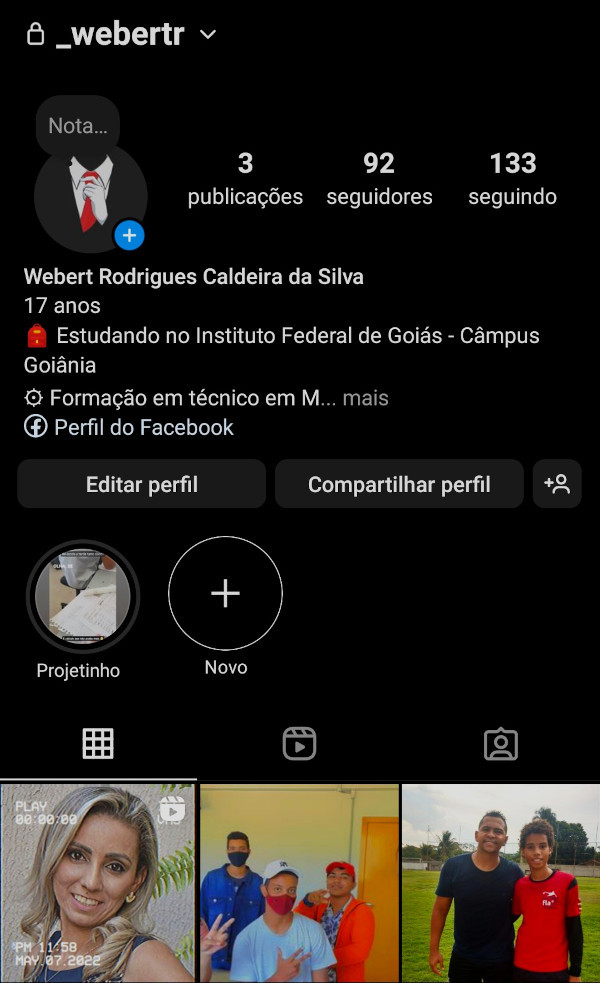 _webertr
Nota...
3
92
133
publicações
seguidores
seguindo
Webert Rodrigues Caldeira da Silva
17 anos
Estudando no Instituto Federal de Goiás - Câmpus
Goiânia
Formação em técnico em M... mais
Perfil do Facebook
Editar perfil
Compartilhar perfil
Projetinho
Novo
PLAY
00:00:00
PM 11:58
MAY.07.2022
fla